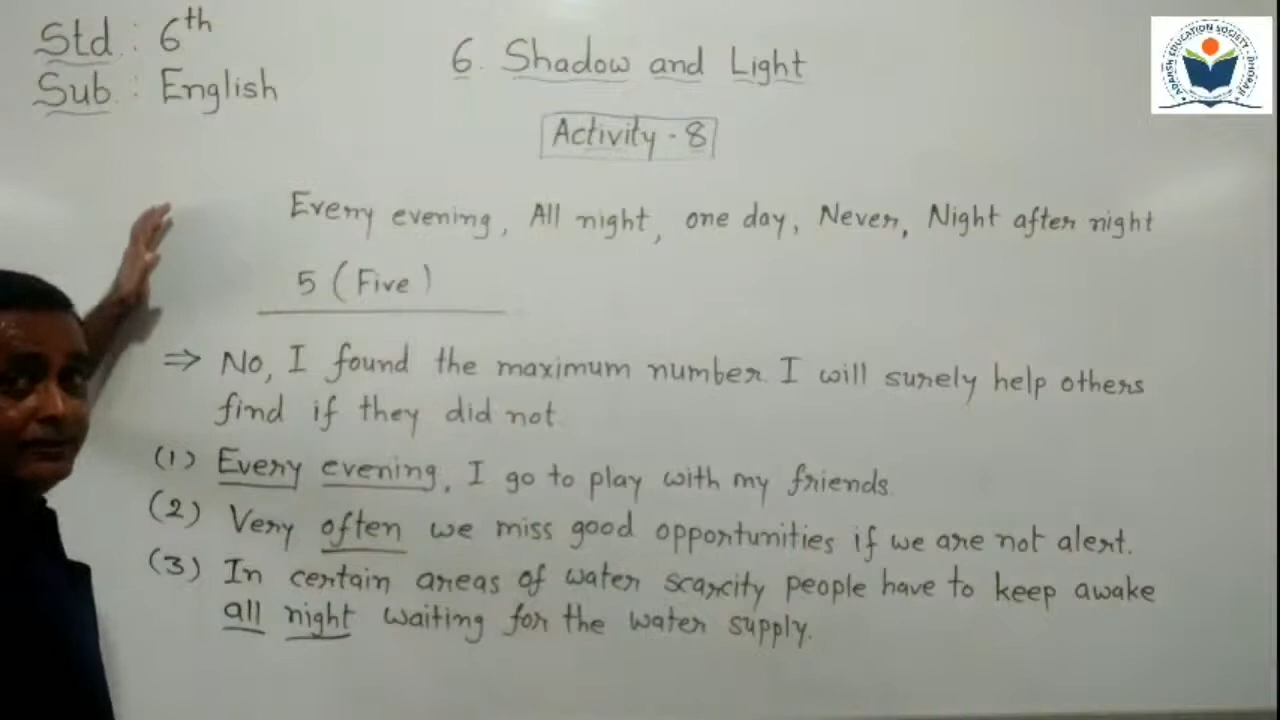 Std : 6th
Sub : English
6. Shadow and Light
ADARSH EDUCATION SOCIETY - DHORAJI
Activity - 8
Every evening, All night, one day, Never, Night after night
5 (Five)
⇒ No, I found the maximum number. I will surely help others
find if they did not.
(1) Every evening, I go to play with my friends.
(2) Very often we miss good opportunities if we are not alert.
(3) In certain areas of water scarcity people have to keep awake
all night waiting for the water supply.